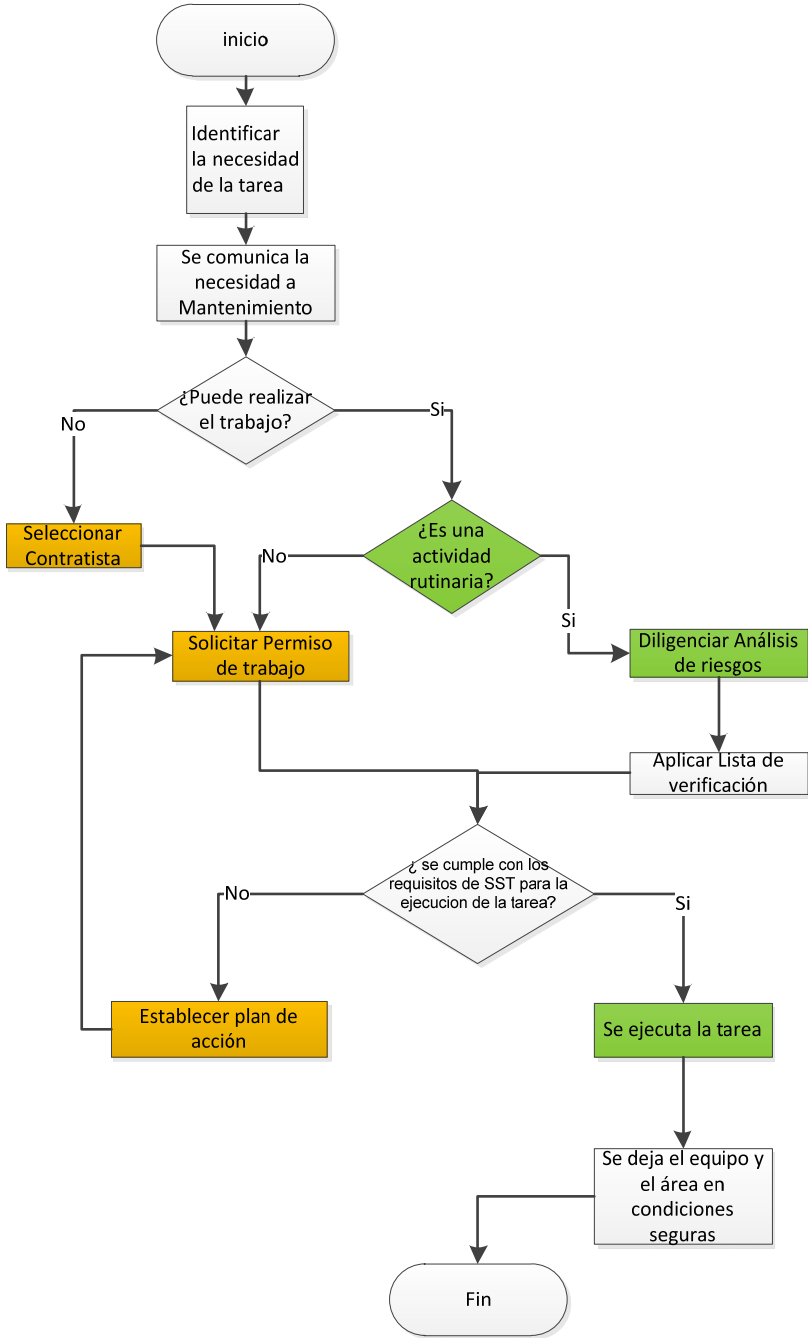 inicio
Identificar
la necesidad
de la tarea
Se comunica la
necesidad a
Mantenimiento
¿Puede realizar
el trabajo?
No
Si
Seleccionar
Contratista
¿Es una
actividad
rutinaria?
No
Si
Solicitar Permiso
de trabajo
Diligenciar Análisis
de riesgos
Aplicar Lista de
verificación
¿ se cumple con los
requisitos de SST para la
ejecucion de la tarea?
No
Si
Establecer plan de
acción
Se ejecuta la tarea
Se deja el equipo y
el área en
condiciones
seguras
Fin